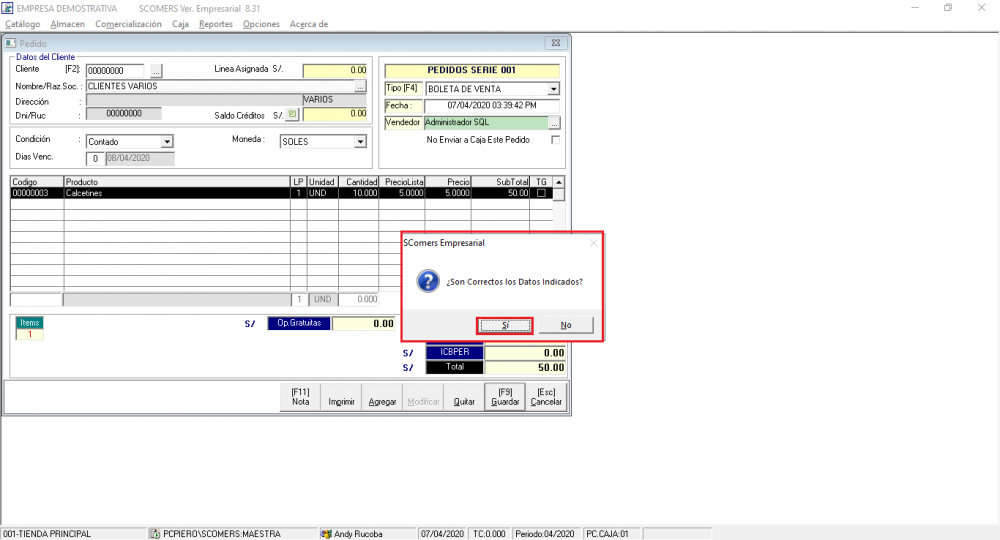 EMPRESA DEMOSTRATIVA SCOMERS Ver. Empresarial 8.31
Catálogo Almacen Comercialización Caja Reportes Opciones Acerca de
Pedido
Datos del Cliente
Cliente [F2]: 00000000 ... Linea Asignada S/. 0.00
Nombre/Raz.Soc. : CLIENTES VARIOS ...
Dirección : VARIOS
Dni/Ruc : 00000000 Saldo Créditos S/. 0.00
PEDIDOS SERIE 001
Tipo [F4] BOLETA DE VENTA
Fecha : 07/04/2020 03:39:42 PM
Vendedor Administrador SQL ...
No Enviar a Caja Este Pedido
Condición : Contado Moneda : SOLES
Dias Venc. 0 08/04/2020
Codigo Producto LP Unidad Cantidad PrecioLista Precio SubTotal TG
00000003 Calcetines 1 UND 10.000 5.0000 5.0000 50.00
SComers Empresarial
¿Son Correctos los Datos Indicados?
Sí No
1 UND 0.000
Items
1
S/ Op.Gratuitas 0.00
S/ ICBPER 0.00
S/ Total 50.00
[F11] Nota
Imprimir Agregar Modificar Quitar
[F9] Guardar
[Esc] Cancelar
001-TIENDA PRINCIPAL PCPIERO\SCOMERS:MAESTRA Andy Rucoba 07/04/2020 TC:0.000 Periodo:04/2020 PC.CAJA:01